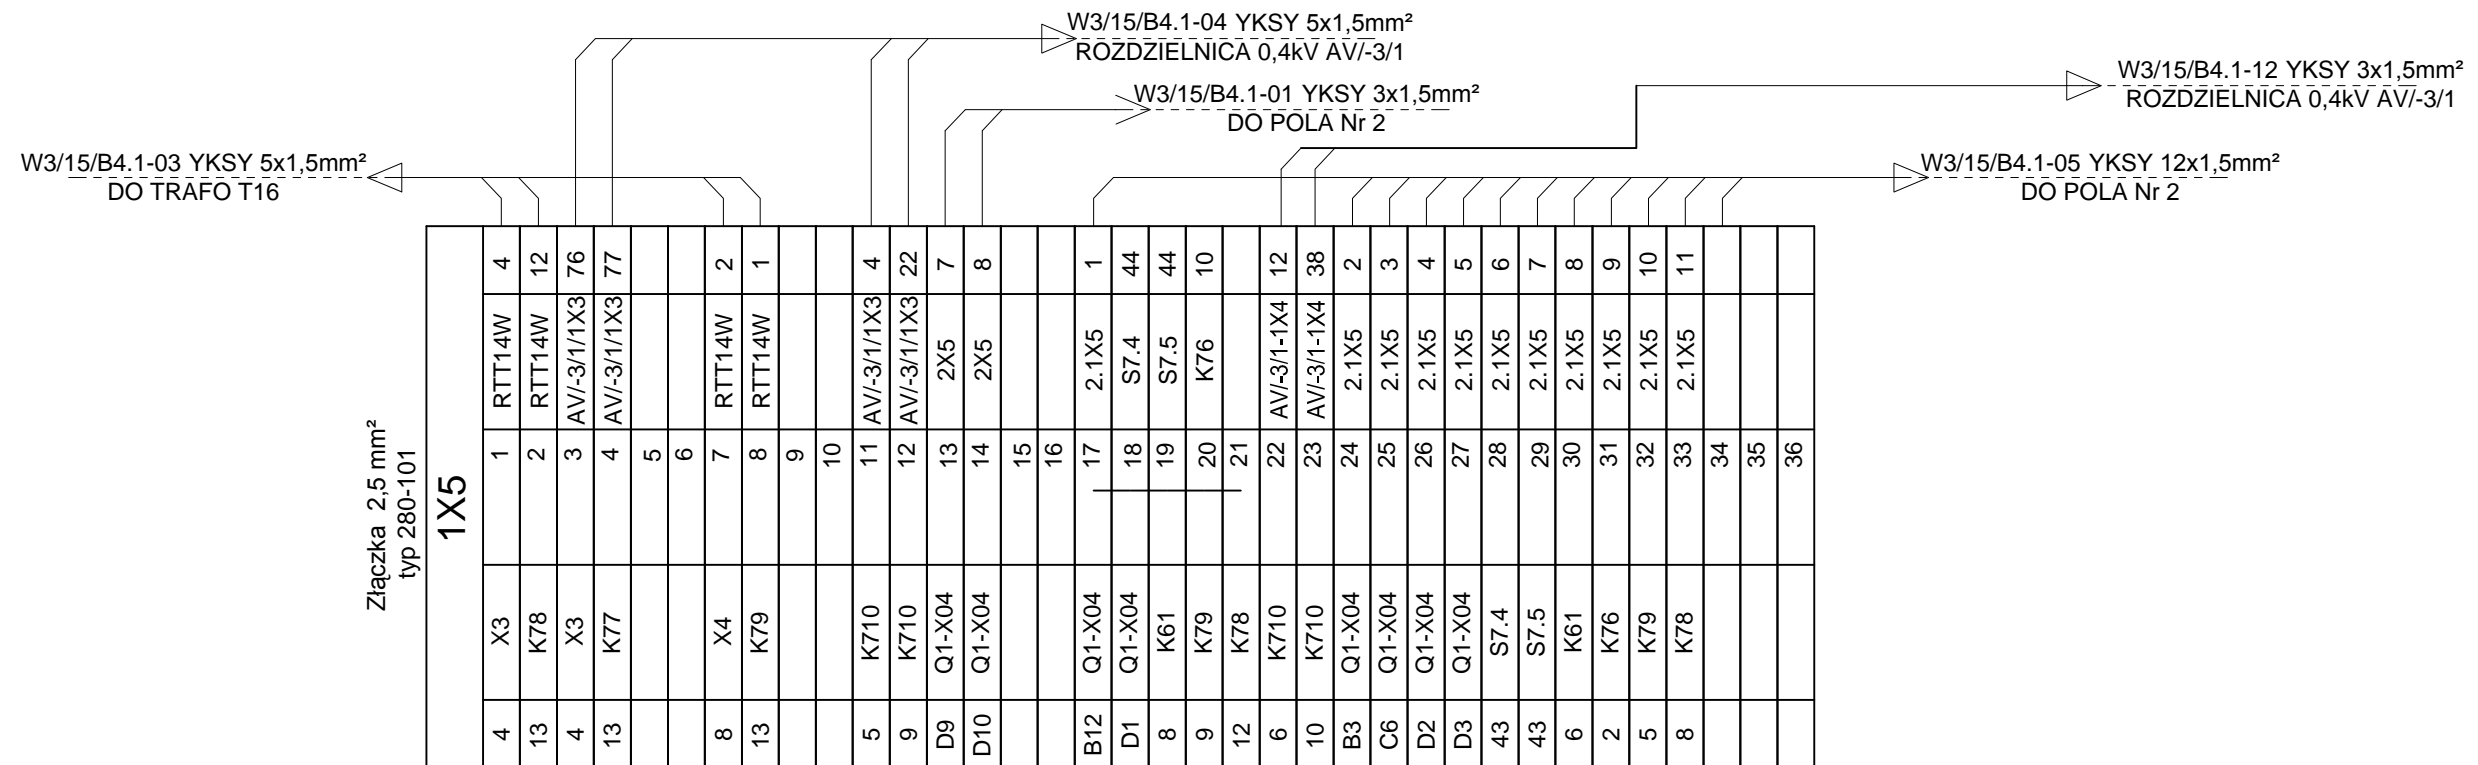 W3/15/B4.1-04 YKSY 5x1,5mm²
ROZDZIELNICA 0,4kV AV/-3/1
W3/15/B4.1-12 YKSY 3x1,5mm²
ROZDZIELNICA 0,4kV AV/-3/1
W3/15/B4.1-01 YKSY 3x1,5mm²
DO POLA Nr 2
W3/15/B4.1-03 YKSY 5x1,5mm²
DO TRAFO T16
W3/15/B4.1-05 YKSY 12x1,5mm²
DO POLA Nr 2
Złączka 2,5 mm²
typ 280-101
1X5
4 RTT14W 1 X3 4
12 RTT14W 2 K78 13
76 AV/-3/1/1X3 3 X3 4
77 AV/-3/1/1X3 4 K77 13
5
6
2 RTT14W 7 X4 8
1 RTT14W 8 K79 13
9
10
4 AV/-3/1/1X3 11 K710 5
22 AV/-3/1/1X3 12 K710 9
7 2X5 13 Q1-X04 D9
8 2X5 14 Q1-X04 D10
15
16
1 2.1X5 17 Q1-X04 B12
44 S7.4 18 Q1-X04 D1
44 S7.5 19 K61 8
10 K76 20 K79 9
21 K78 12
12 AV/-3/1-1X4 22 K710 6
38 AV/-3/1-1X4 23 K710 10
2 2.1X5 24 Q1-X04 B3
3 2.1X5 25 Q1-X04 C6
4 2.1X5 26 Q1-X04 D2
5 2.1X5 27 Q1-X04 D3
6 2.1X5 28 S7.4 43
7 2.1X5 29 S7.5 43
8 2.1X5 30 K61 6
9 2.1X5 31 K76 2
10 2.1X5 32 K79 5
11 2.1X5 33 K78 8
34
35
36